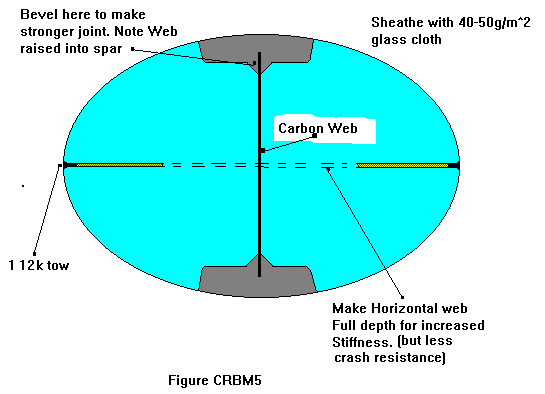 Bevel here to make
stronger joint. Note Web
raised into spar
Sheathe with 40-50g/m^2
glass cloth
Carbon Web
1 12k tow
Make Horizontal web
Full depth for increased
Stiffness. (but less
crash resistance)
Figure CRBM5